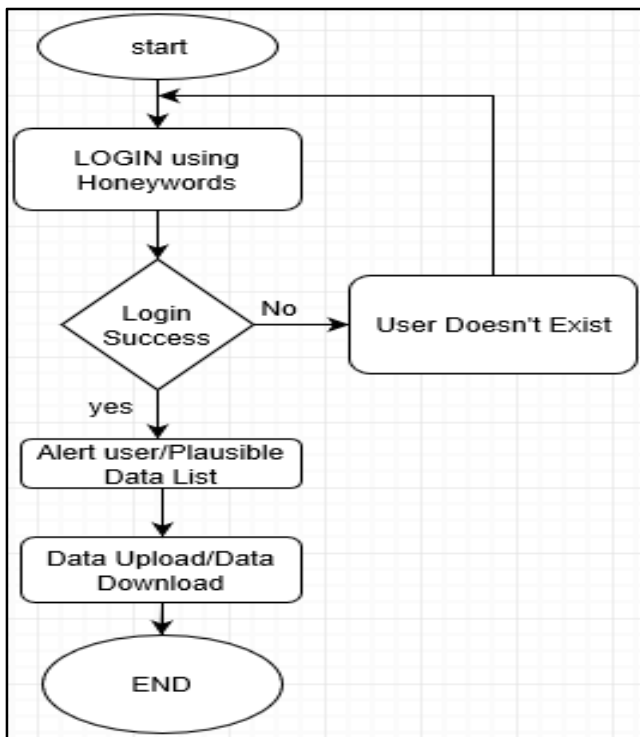 start
LOGIN using
Honeywords
Login
Success
No
User Doesn't Exist
yes
Alert user/Plausible
Data List
Data Upload/Data
Download
END